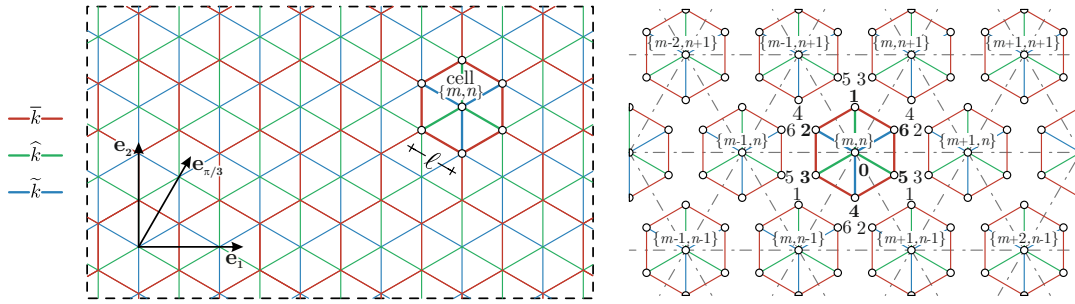 k̅
k̂
k̃
e₂
e_π/3
e₁
cell
{m,n}
ℓ
{m-2,n+1} {m-1,n+1} {m,n+1} {m+1,n+1}
5 3
1
4 4
6 2 6 2
{m-1,n} {m,n} {m+1,n}
0
5 3 5 3
1 4 1
6 2
{m-1,n-1} {m,n-1} {m+1,n-1} {m+2,n-1}